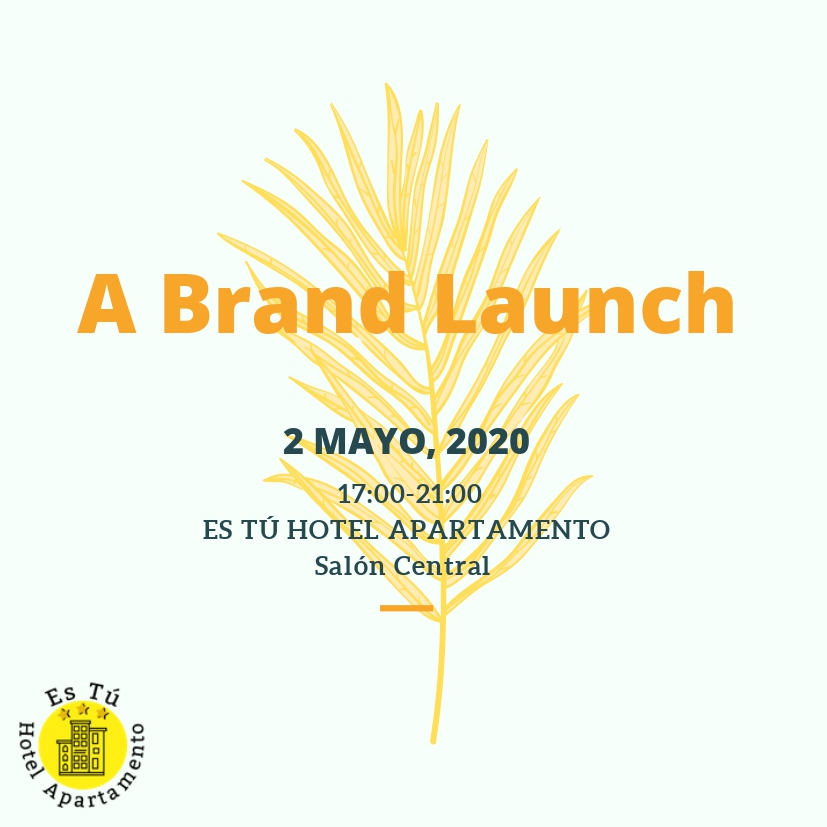 A Brand Launch
2 MAYO, 2020
17:00-21:00
ES TÚ HOTEL APARTAMENTO
Salón Central
Es Tú
Hotel Apartamento